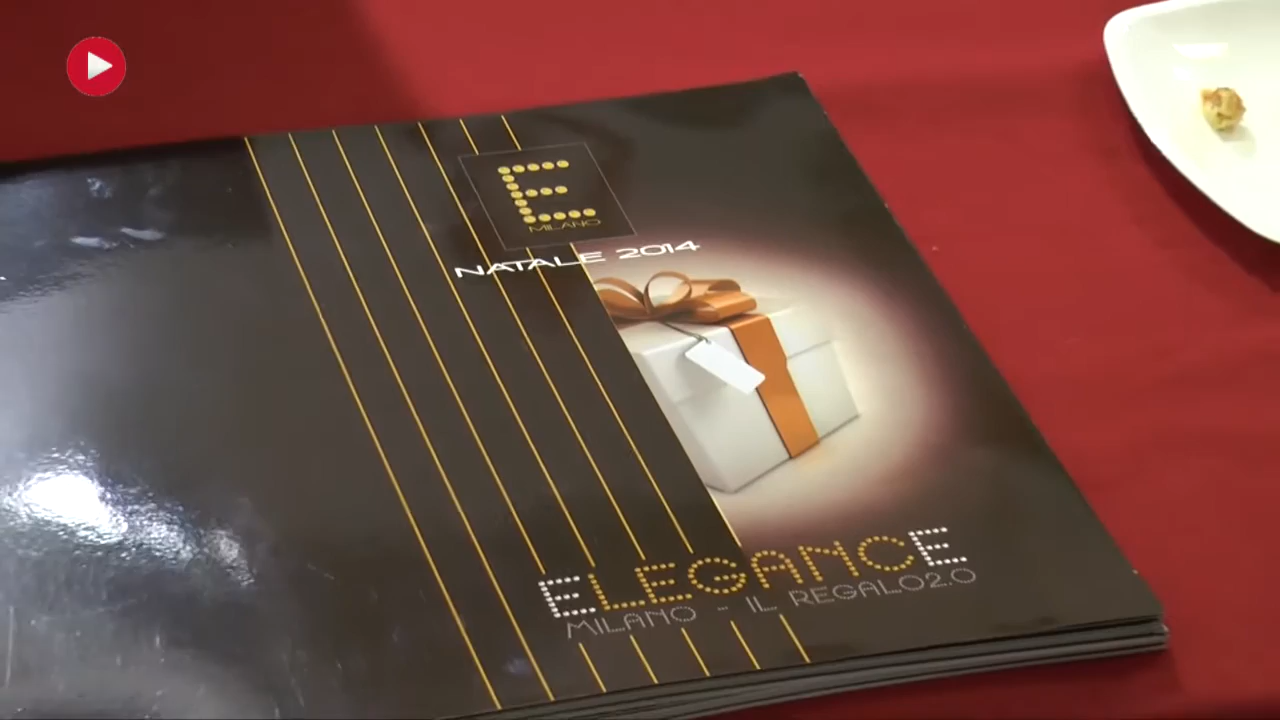 E
MILANO
NATALE 2014
ELEGANCE
MILANO - IL REGALO2.0